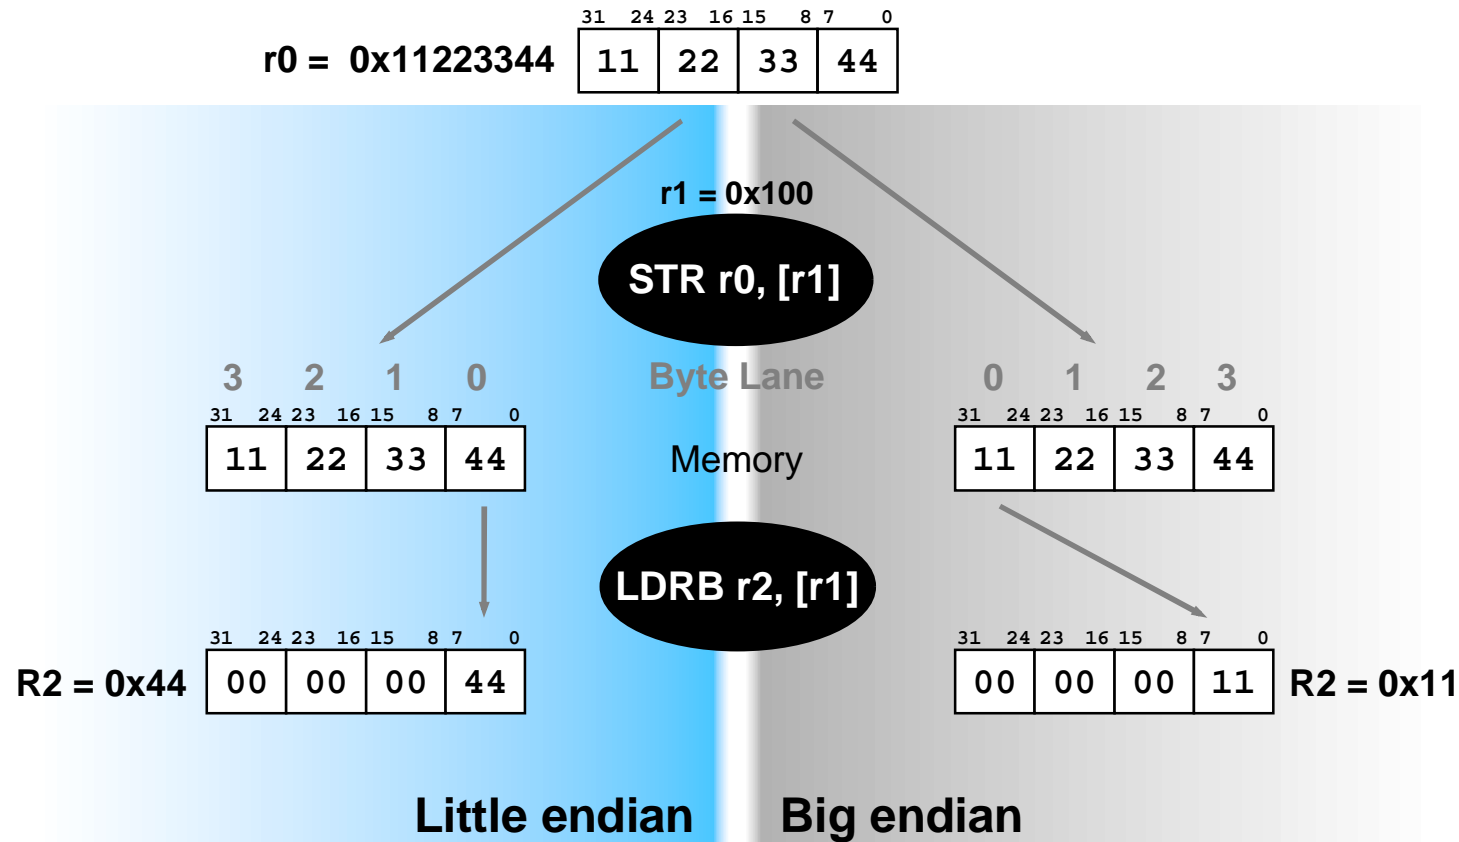 31 24 23 16 15 8 7 0
r0 = 0x11223344 11 22 33 44
r1 = 0x100
STR r0, [r1]
3 2 1 0 Byte Lane 0 1 2 3
31 24 23 16 15 8 7 0 31 24 23 16 15 8 7 0
11 22 33 44 Memory 11 22 33 44
LDRB r2, [r1]
31 24 23 16 15 8 7 0 31 24 23 16 15 8 7 0
R2 = 0x44 00 00 00 44 00 00 00 11 R2 = 0x11
Little endian Big endian